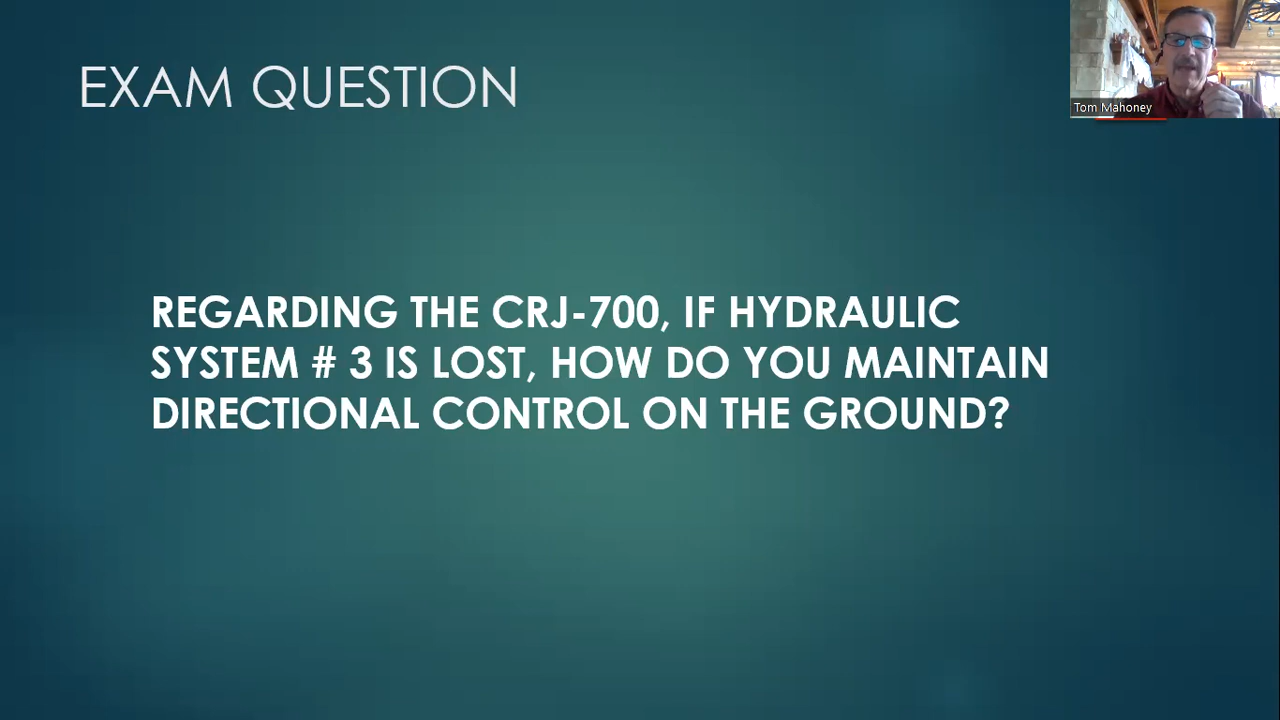 EXAM QUESTION
Tom Mahoney
REGARDING THE CRJ-700, IF HYDRAULIC
SYSTEM # 3 IS LOST, HOW DO YOU MAINTAIN
DIRECTIONAL CONTROL ON THE GROUND?